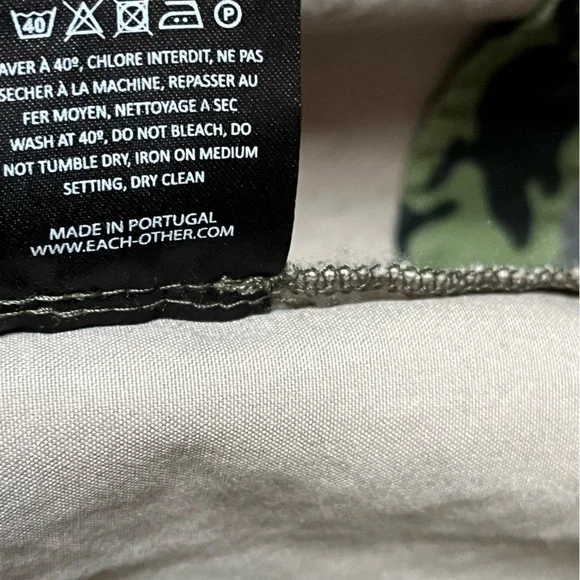 40 P
AVER À 40º, CHLORE INTERDIT, NE PAS
SECHER À LA MACHINE, REPASSER AU
FER MOYEN, NETTOYAGE A SEC
WASH AT 40º, DO NOT BLEACH, DO
NOT TUMBLE DRY, IRON ON MEDIUM
SETTING, DRY CLEAN
MADE IN PORTUGAL
WWW.EACH-OTHER.COM